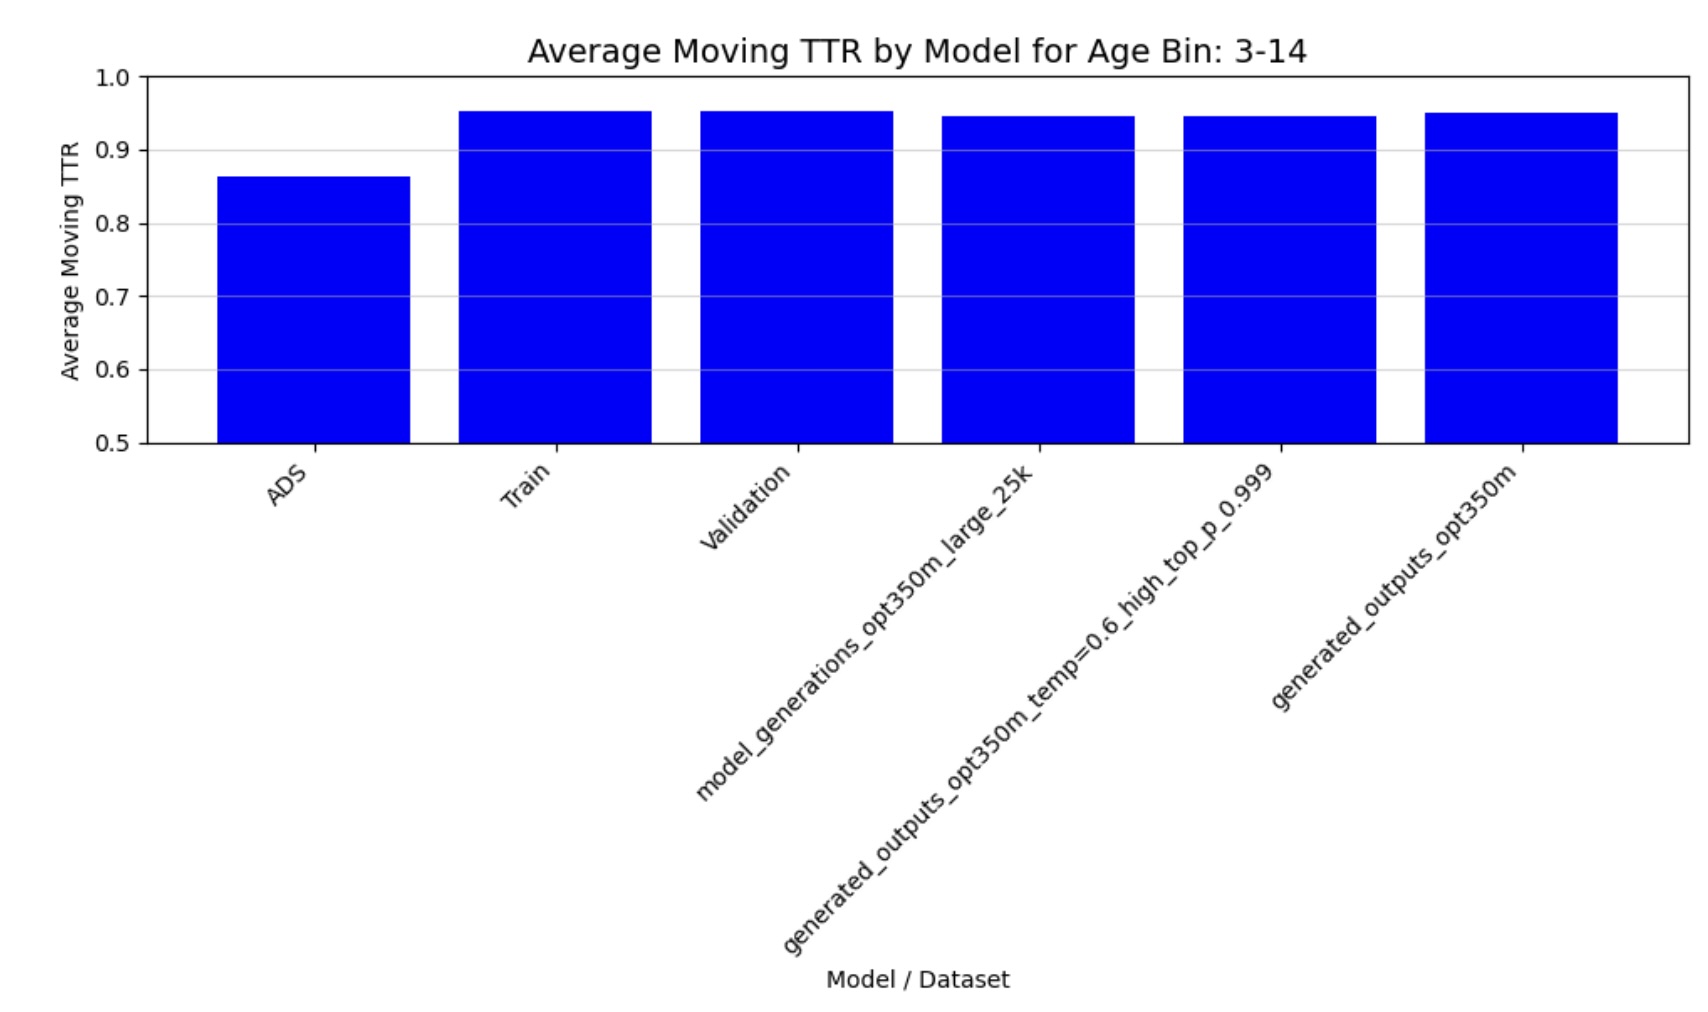 Average Moving TTR by Model for Age Bin: 3-14
Average Moving TTR
1.0
0.9
0.8
0.7
0.6
0.5
ADS
Train
Validation
model_generations_opt350m_large_25k
generated_outputs_opt350m_temp=0.6_high_top_p_0.999
generated_outputs_opt350m
Model / Dataset